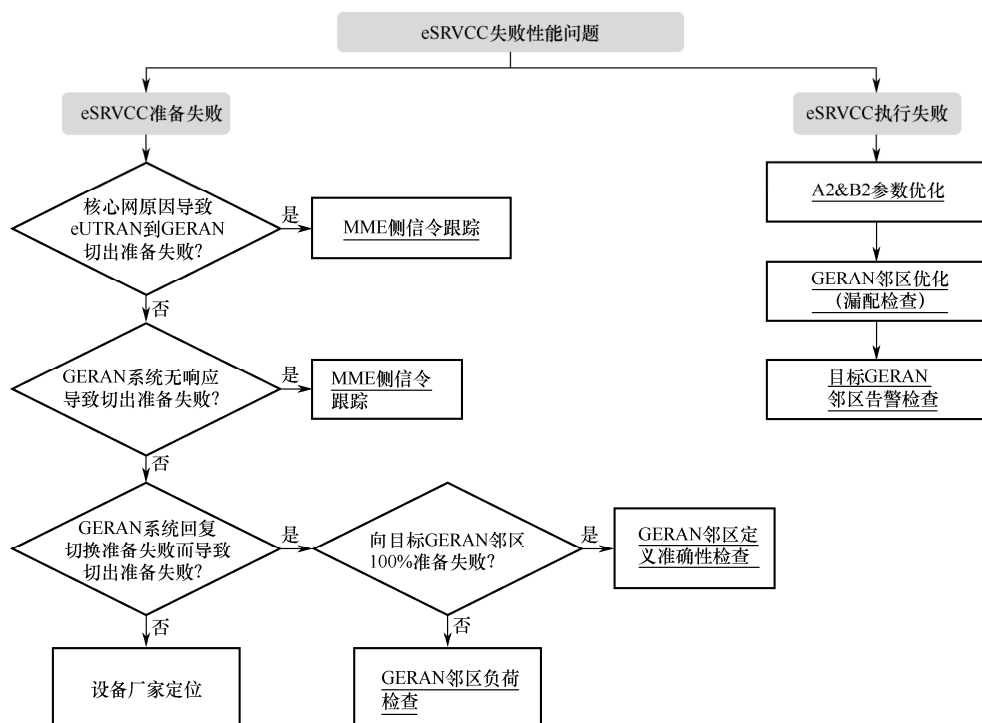 eSRVCC失败性能问题
eSRVCC准备失败
eSRVCC执行失败
核心网原因导致
eUTRAN到GERAN
切出准备失败？
是
MME侧信令跟踪
A2&B2参数优化
否
GERAN邻区优化
（漏配检查）
GERAN系统无响应
导致切出准备失败？
是
MME侧信令
跟踪
目标GERAN
邻区告警检查
否
GERAN系统回复
切换准备失败而导致
切出准备失败？
是
向目标GERAN邻区
100%准备失败？
是
GERAN邻区定
义准确性检查
否
否
设备厂家定位
GERAN邻区负荷
检查